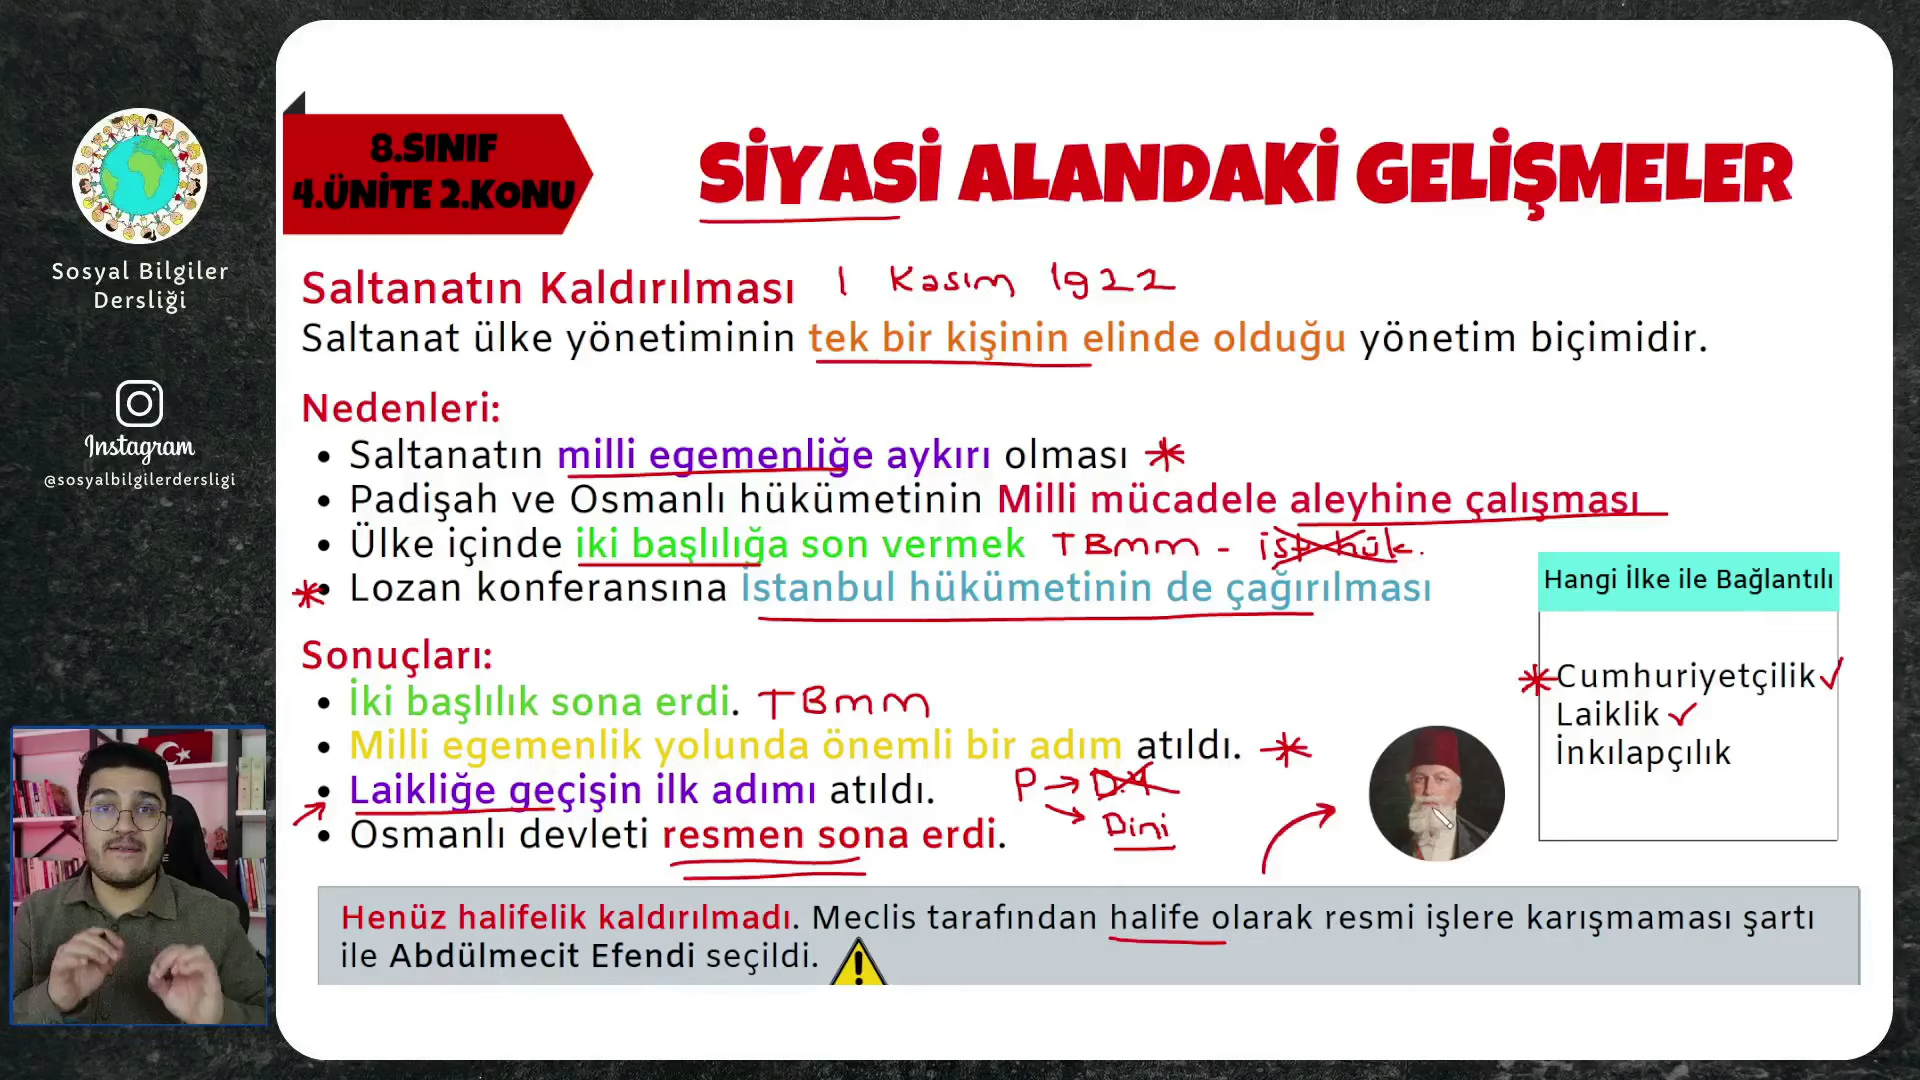 8.SINIF
4.ÜNİTE 2.KONU
SİYASİ ALANDAKİ GELİŞMELER
Sosyal Bilgiler
Dersliği
Instagram
@sosyalbilgilerdersligi
Saltanatın Kaldırılması 1 Kasım 1922
Saltanat ülke yönetiminin tek bir kişinin elinde olduğu yönetim biçimidir.
Nedenleri:
• Saltanatın milli egemenliğe aykırı olması *
• Padişah ve Osmanlı hükümetinin Milli mücadele aleyhine çalışması
• Ülke içinde iki başlılığa son vermek TBmm - ist hük.
* • Lozan konferansına İstanbul hükümetinin de çağırılması
Sonuçları:
• İki başlılık sona erdi. TBmm
• Milli egemenlik yolunda önemli bir adım atıldı. *
• Laikliğe geçişin ilk adımı atıldı. P → D.
• Osmanlı devleti resmen sona erdi. → Dini
Hangi İlke ile Bağlantılı
* Cumhuriyetçilik ✓
Laiklik ✓
İnkılapçılık
Henüz halifelik kaldırılmadı. Meclis tarafından halife olarak resmi işlere karışmaması şartı
ile Abdülmecit Efendi seçildi. !